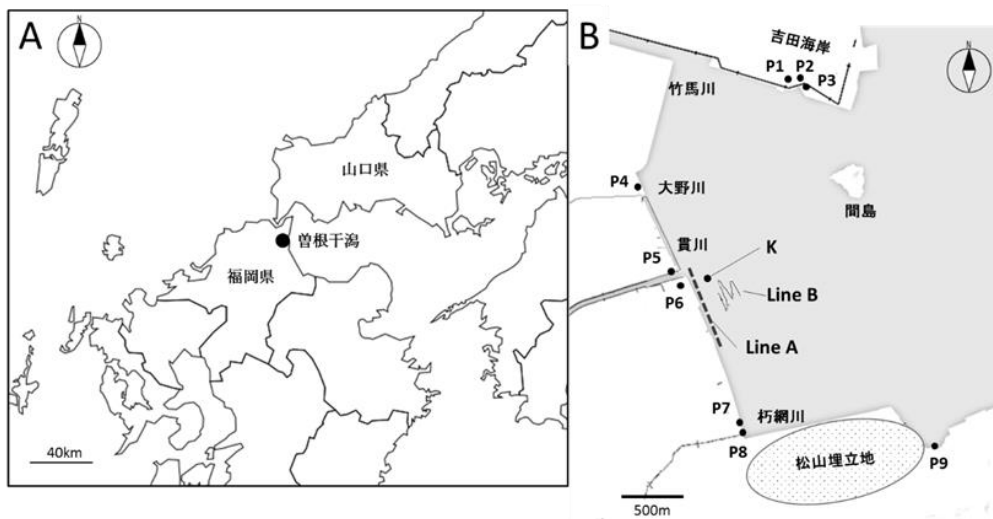 A
N
山口県
曽根干潟
福岡県
40km
B
N
吉田海岸
P1
P2
P3
竹馬川
P4
大野川
間島
貫川
P5
K
P6
Line B
Line A
P7
朽網川
P8
松山埋立地
P9
500m